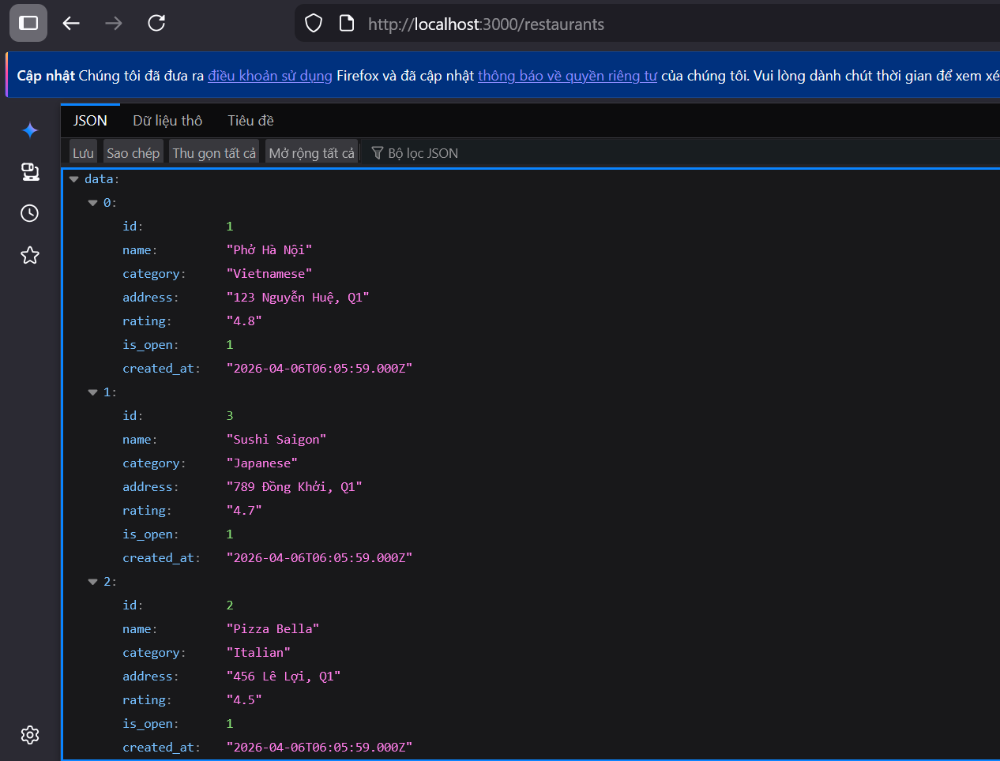 http://localhost:3000/restaurants
Cập nhật Chúng tôi đã đưa ra điều khoản sử dụng Firefox và đã cập nhật thông báo về quyền riêng tư của chúng tôi. Vui lòng dành chút thời gian để xem xé
JSON Dữ liệu thô Tiêu đề
Lưu Sao chép Thu gọn tất cả Mở rộng tất cả Bộ lọc JSON
data:
0:
id: 1
name: "Phở Hà Nội"
category: "Vietnamese"
address: "123 Nguyễn Huệ, Q1"
rating: "4.8"
is_open: 1
created_at: "2026-04-06T06:05:59.000Z"
1:
id: 3
name: "Sushi Saigon"
category: "Japanese"
address: "789 Đồng Khởi, Q1"
rating: "4.7"
is_open: 1
created_at: "2026-04-06T06:05:59.000Z"
2:
id: 2
name: "Pizza Bella"
category: "Italian"
address: "456 Lê Lợi, Q1"
rating: "4.5"
is_open: 1
created_at: "2026-04-06T06:05:59.000Z"